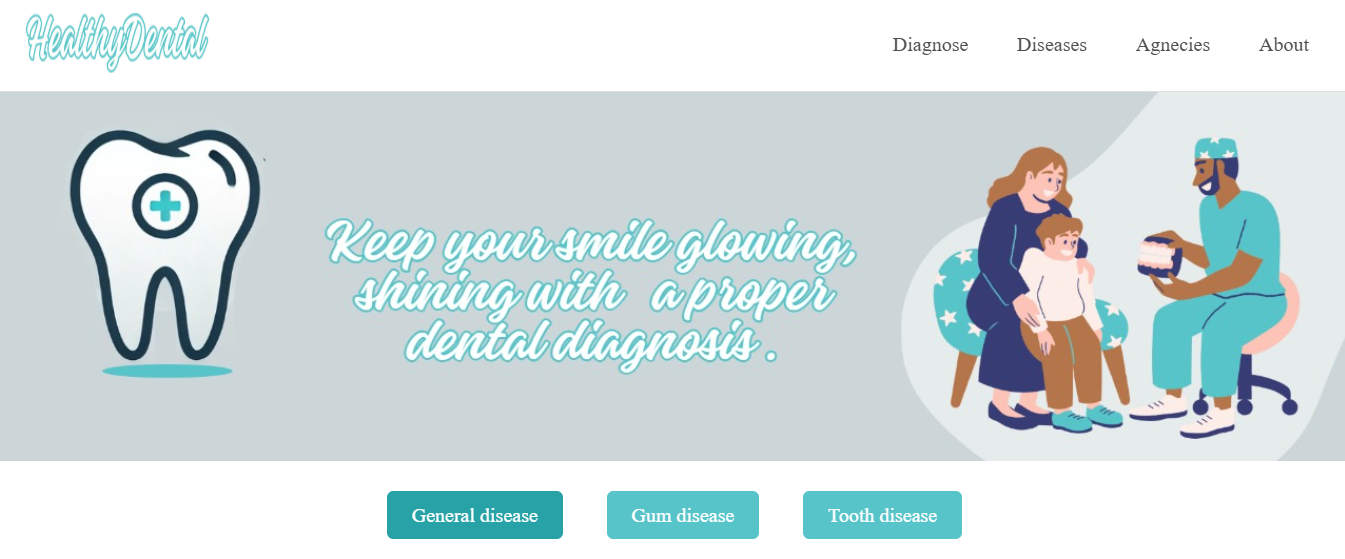 HealthyDental
Diagnose Diseases Agnecies About
Keep your smile glowing,
shining with a proper
dental diagnosis .
General disease Gum disease Tooth disease